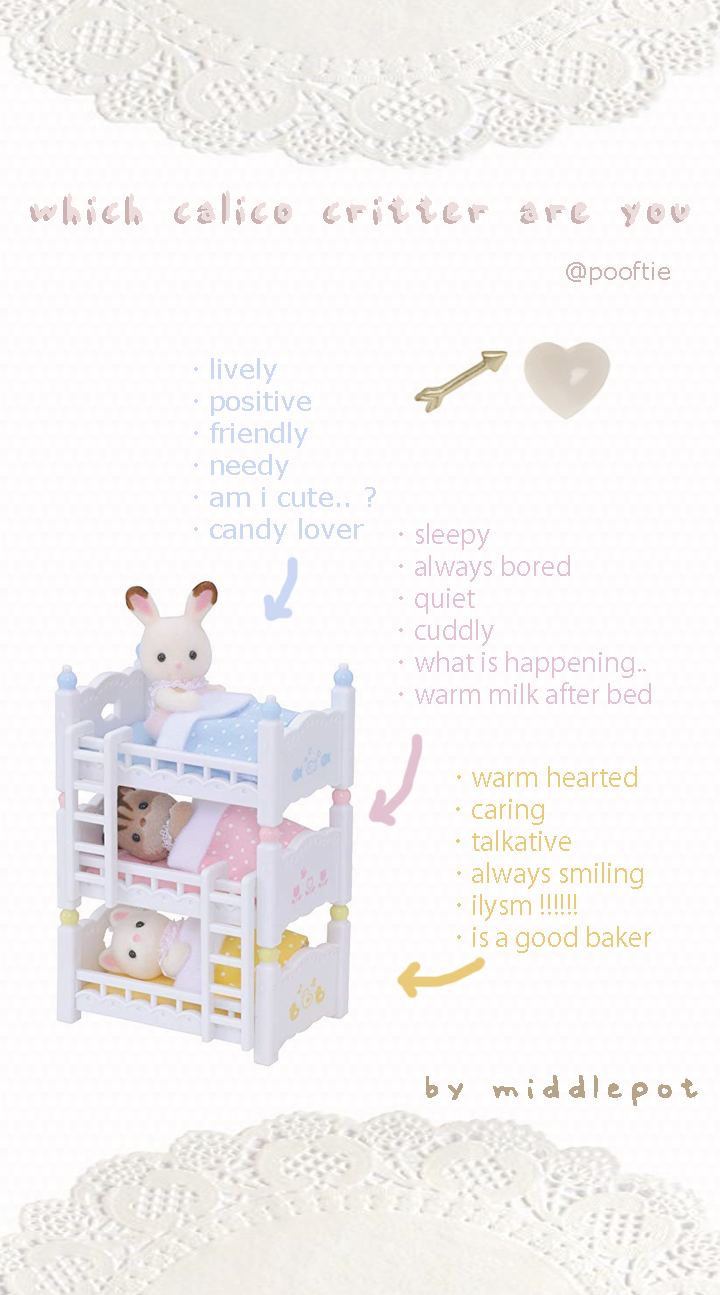 which calico critter are you
@pooftie
· lively
· positive
· friendly
· needy
· am i cute.. ?
· candy lover
· sleepy
· always bored
· quiet
· cuddly
· what is happening..
· warm milk after bed
· warm hearted
· caring
· talkative
· always smiling
· ilysm !!!!!!
· is a good baker
by middlepot